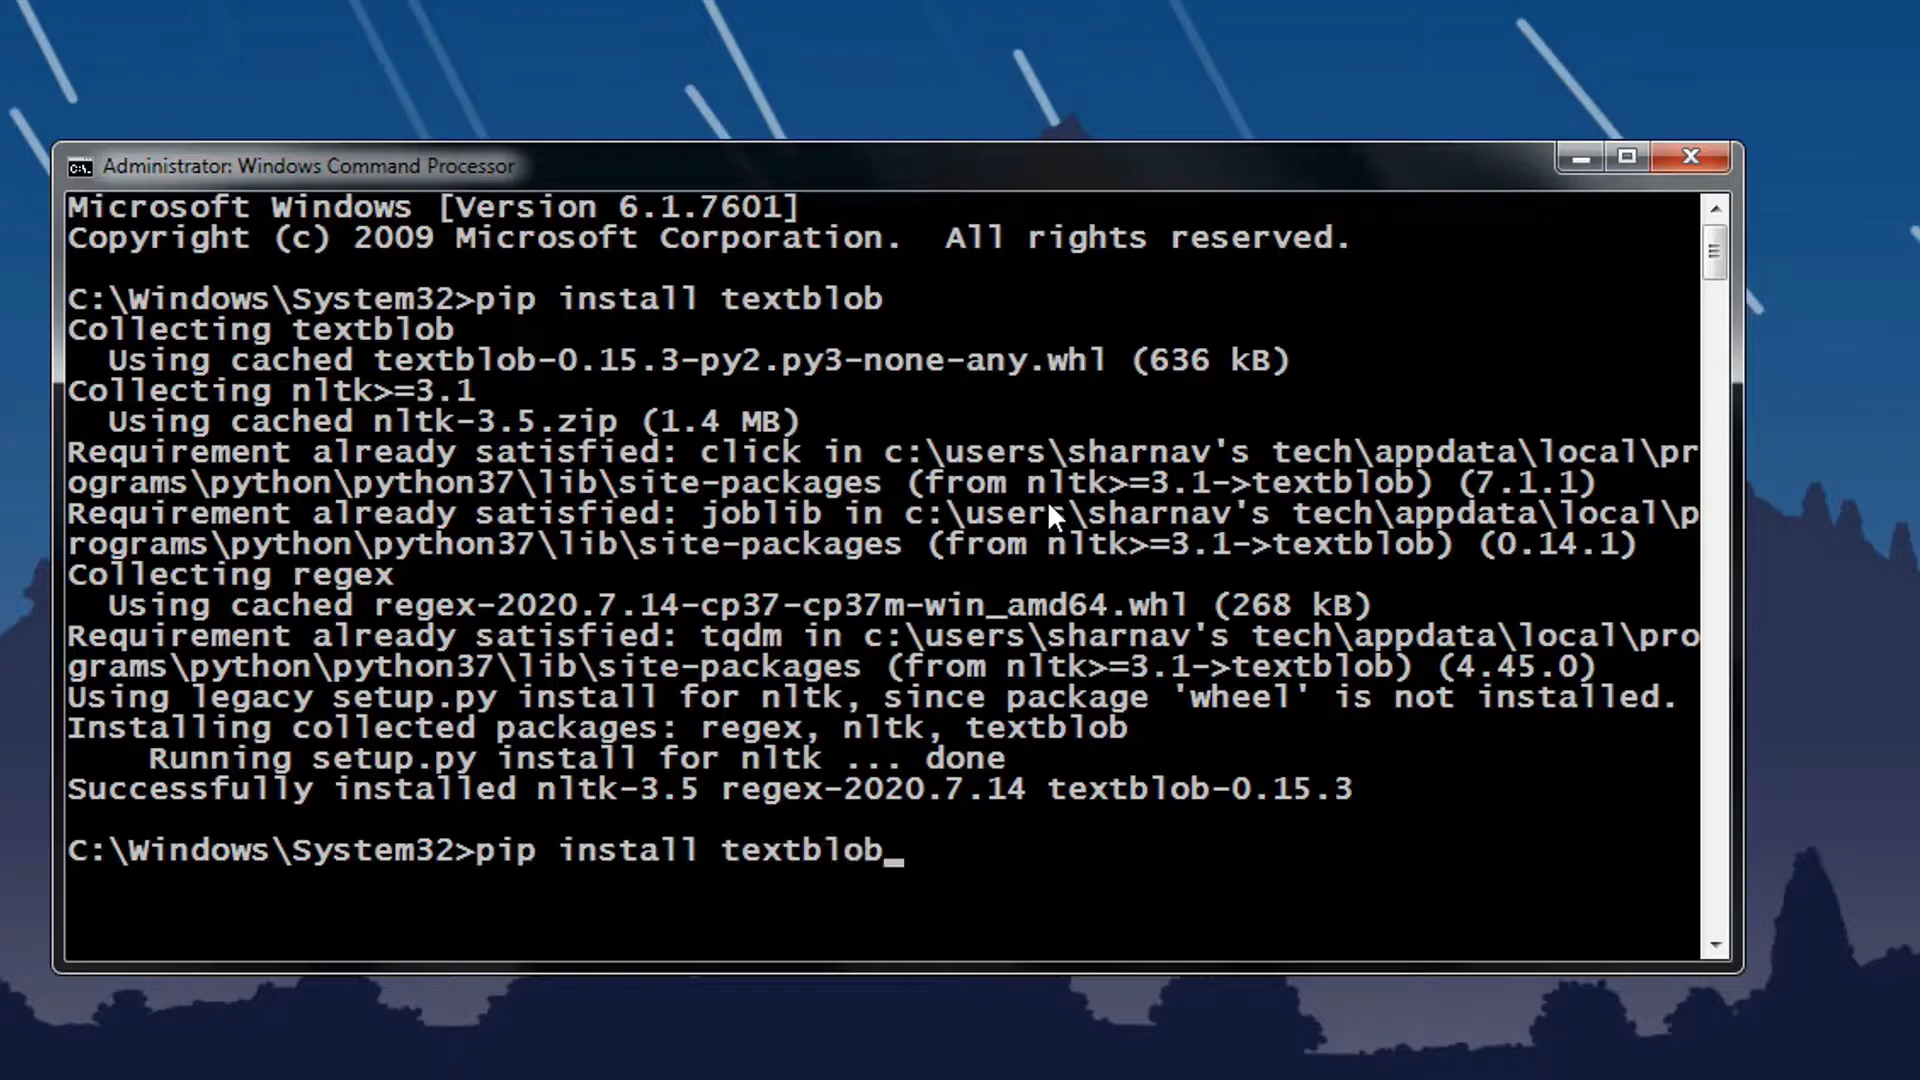 Administrator: Windows Command Processor
Microsoft Windows [Version 6.1.7601]
Copyright (c) 2009 Microsoft Corporation.  All rights reserved.
C:\Windows\System32>pip install textblob
Collecting textblob
  Using cached textblob-0.15.3-py2.py3-none-any.whl (636 kB)
Collecting nltk>=3.1
  Using cached nltk-3.5.zip (1.4 MB)
Requirement already satisfied: click in c:\users\sharnav's tech\appdata\local\pr
ograms\python\python37\lib\site-packages (from nltk>=3.1->textblob) (7.1.1)
Requirement already satisfied: joblib in c:\users\sharnav's tech\appdata\local\p
rograms\python\python37\lib\site-packages (from nltk>=3.1->textblob) (0.14.1)
Collecting regex
  Using cached regex-2020.7.14-cp37-cp37m-win_amd64.whl (268 kB)
Requirement already satisfied: tqdm in c:\users\sharnav's tech\appdata\local\pro
grams\python\python37\lib\site-packages (from nltk>=3.1->textblob) (4.45.0)
Using legacy setup.py install for nltk, since package 'wheel' is not installed.
Installing collected packages: regex, nltk, textblob
    Running setup.py install for nltk ... done
Successfully installed nltk-3.5 regex-2020.7.14 textblob-0.15.3
C:\Windows\System32>pip install textblob_